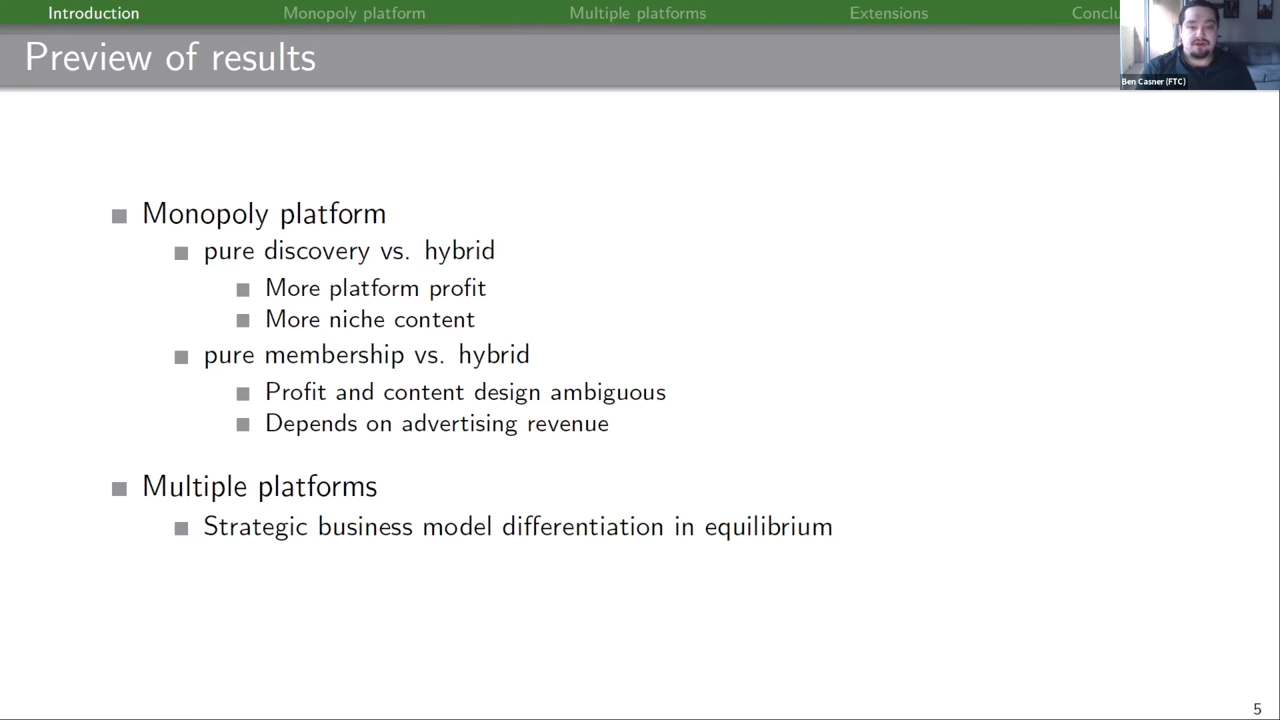 Introduction Monopoly platform Multiple platforms Extensions Conclu
Preview of results
Ben Casner (FTC)
Monopoly platform
pure discovery vs. hybrid
More platform profit
More niche content
pure membership vs. hybrid
Profit and content design ambiguous
Depends on advertising revenue
Multiple platforms
Strategic business model differentiation in equilibrium
5